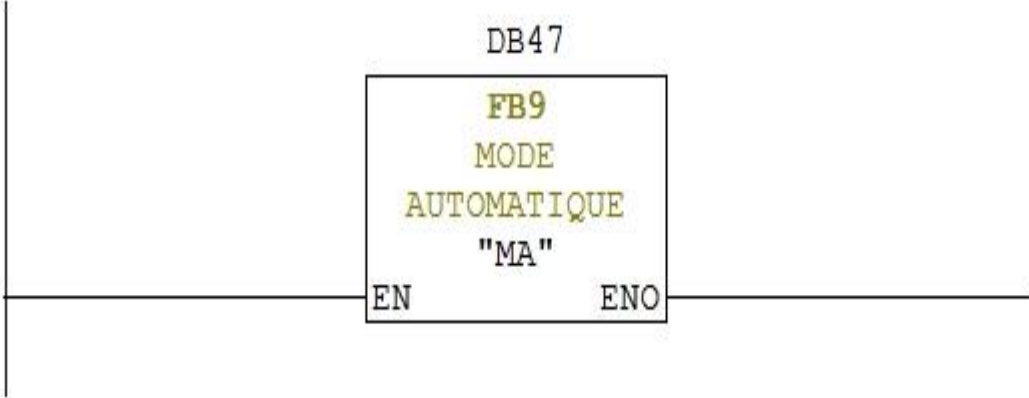 DB47
FB9
MODE
AUTOMATIQUE
"MA"
EN ENO